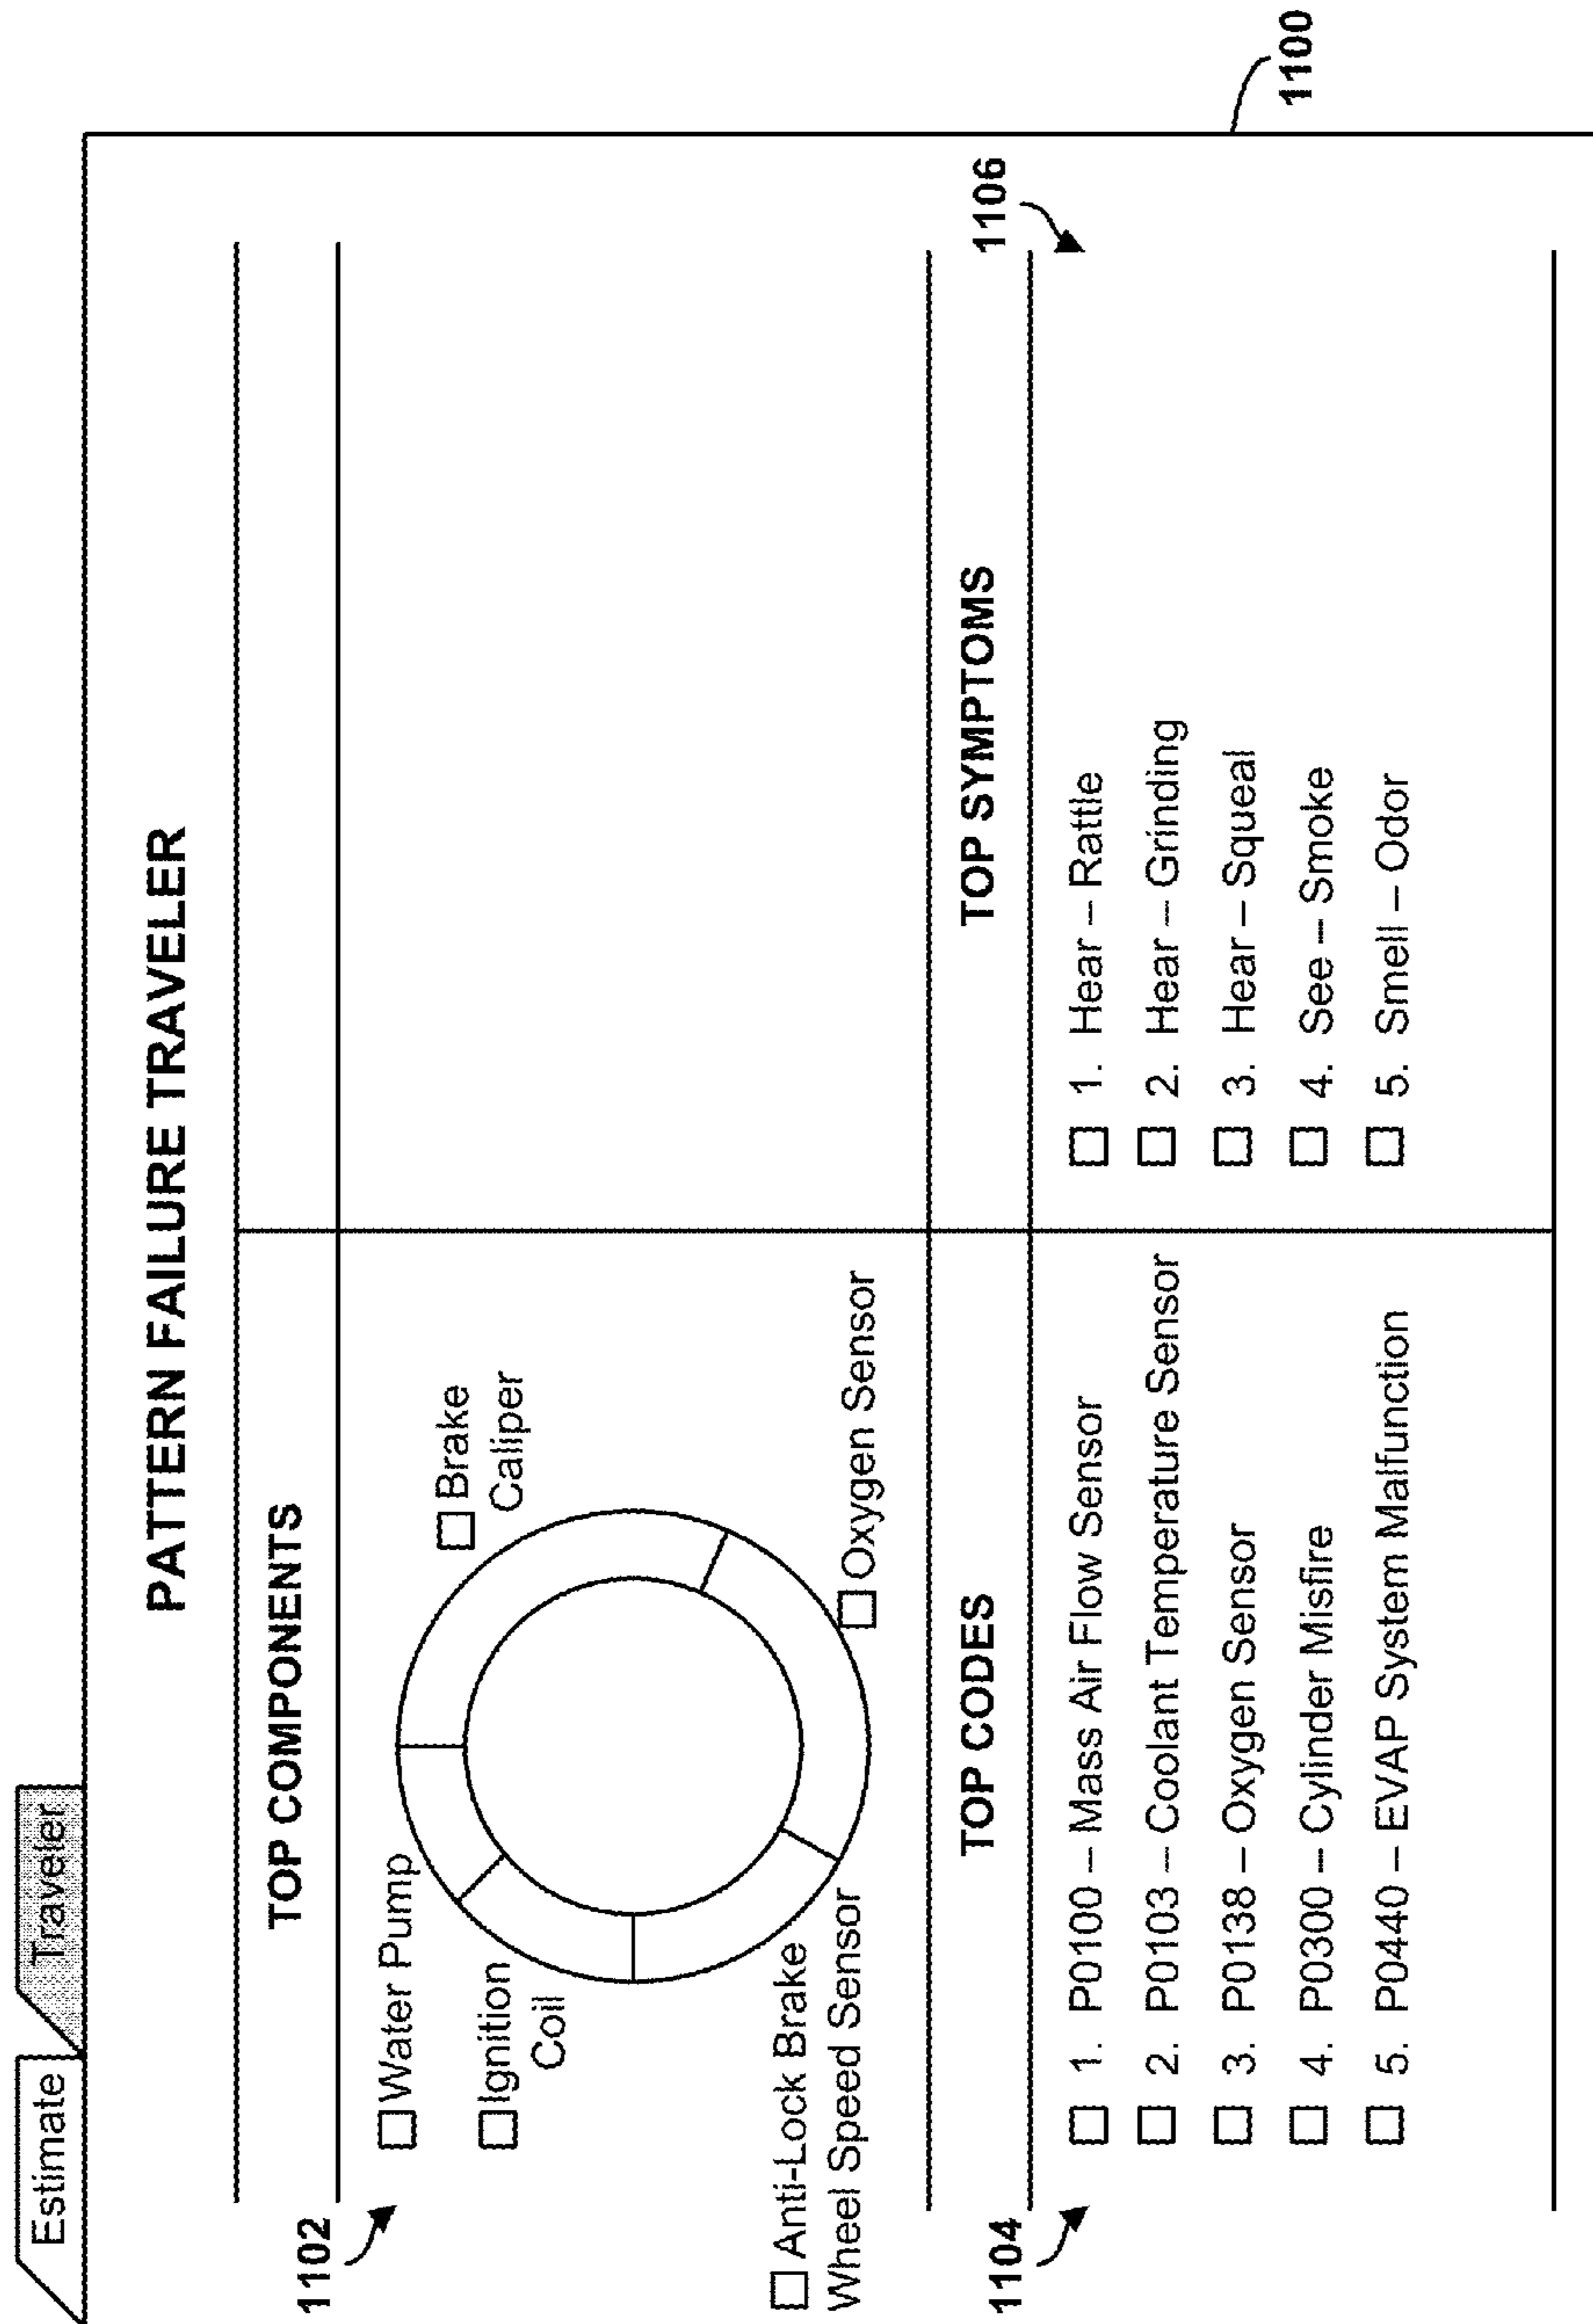 Estimate
Traveler
PATTERN FAILURE TRAVELER
TOP COMPONENTS
1102
Water Pump
Ignition
Coil
Anti-Lock Brake
Wheel Speed Sensor
Brake
Caliper
Oxygen Sensor
TOP CODES
1104
1. P0100 – Mass Air Flow Sensor
2. P0103 – Coolant Temperature Sensor
3. P0138 – Oxygen Sensor
4. P0300 – Cylinder Misfire
5. P0440 – EVAP System Malfunction
TOP SYMPTOMS
1106
1. Hear – Rattle
2. Hear – Grinding
3. Hear – Squeal
4. See – Smoke
5. Smell – Odor
1100